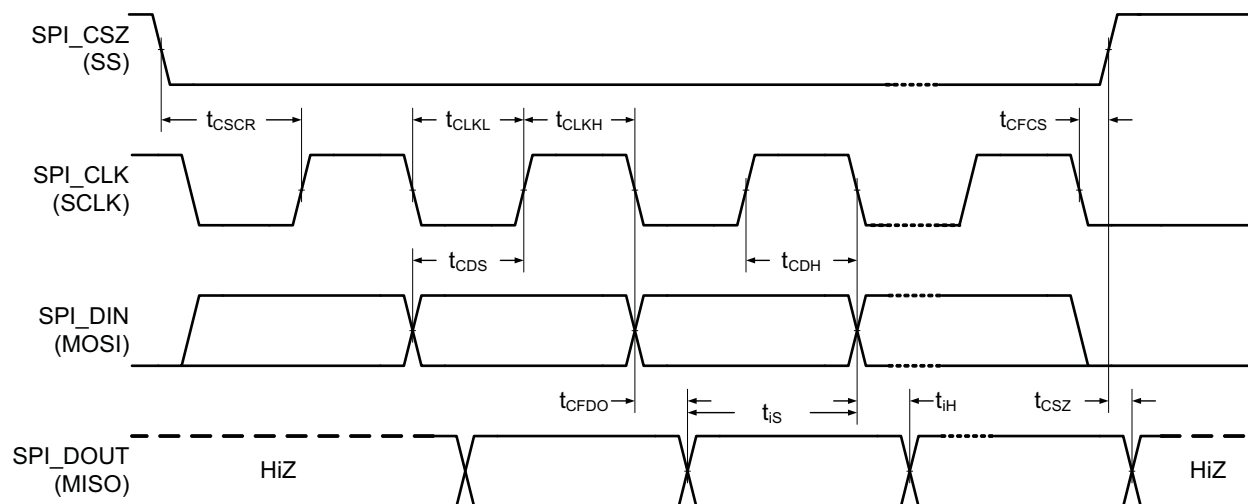 SPI_CSZ
(SS)
tCSCR
tCLKL
tCLKH
tCFCS
SPI_CLK
(SCLK)
tCDS
tCDH
SPI_DIN
(MOSI)
tCFDO
tiS
tiH
tCSZ
SPI_DOUT
(MISO)
HiZ
HiZ